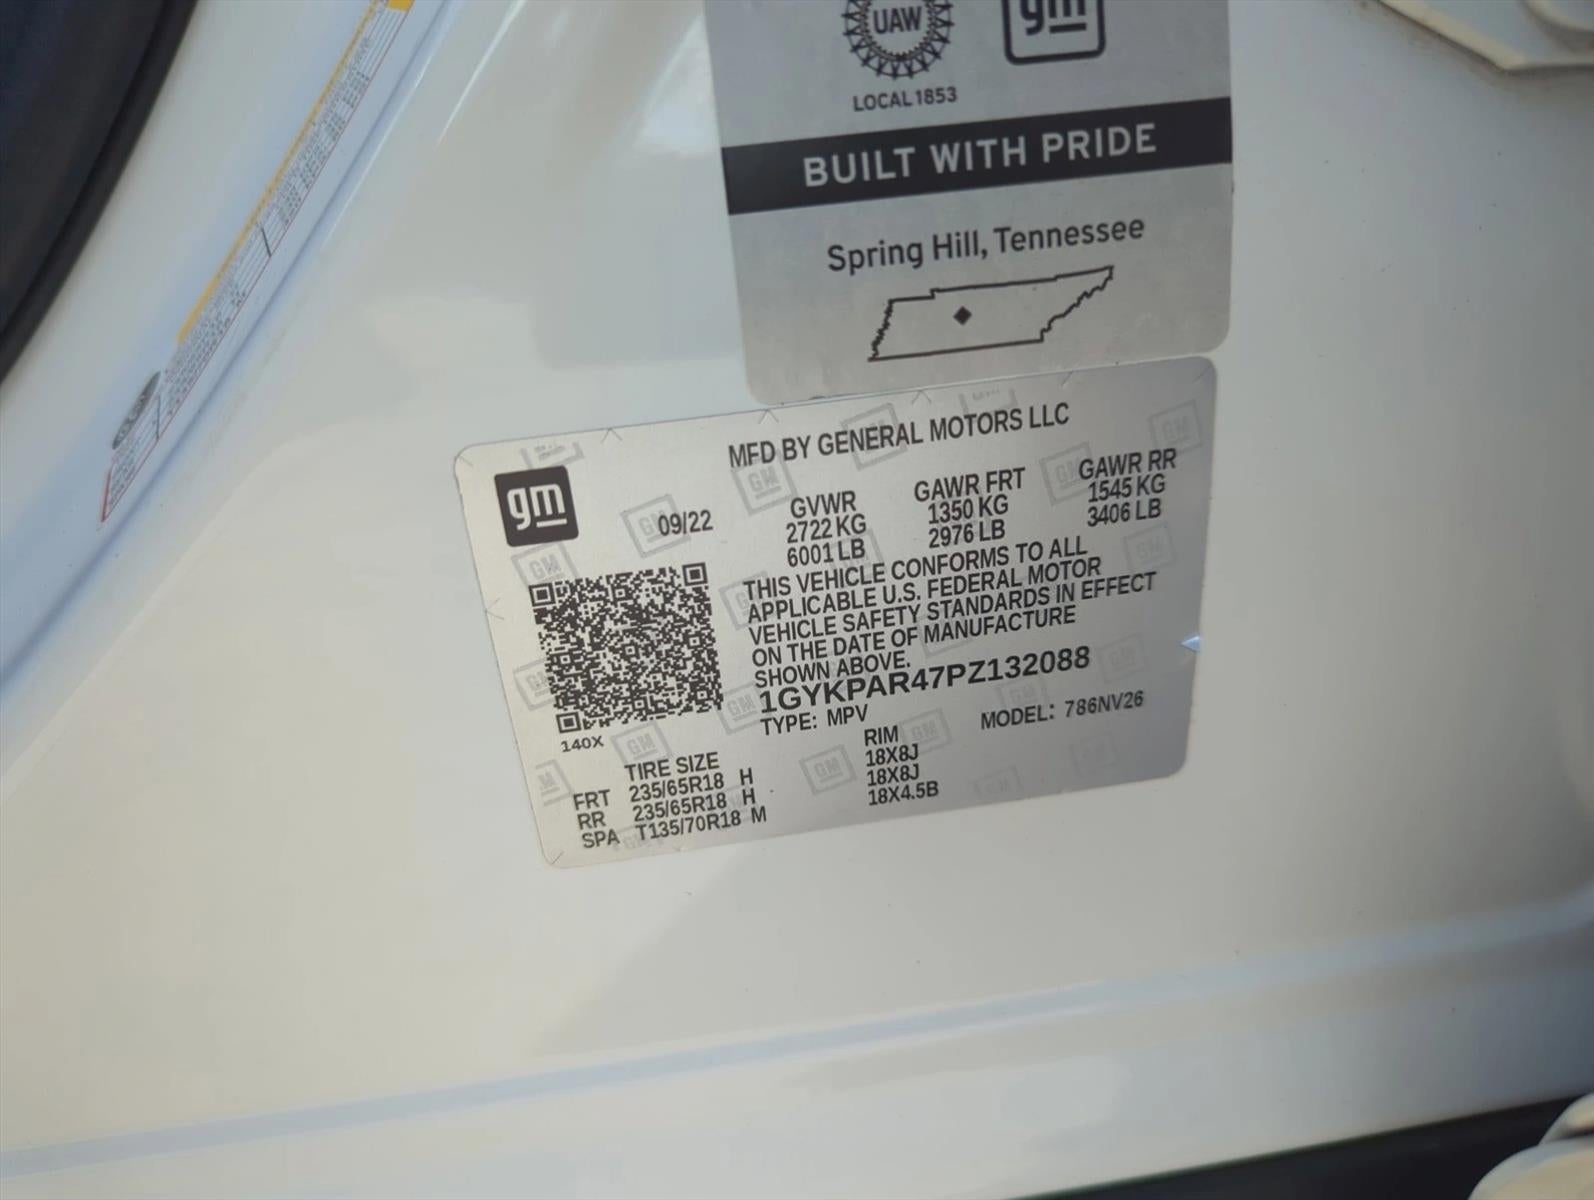 UAW
gm
LOCAL 1853
BUILT WITH PRIDE
Spring Hill, Tennessee
MFD BY GENERAL MOTORS LLC
gm
09/22
GVWR GAWR FRT GAWR RR
2722 KG 1350 KG 1545 KG
6001 LB 2976 LB 3406 LB
THIS VEHICLE CONFORMS TO ALL
APPLICABLE U.S. FEDERAL MOTOR
VEHICLE SAFETY STANDARDS IN EFFECT
ON THE DATE OF MANUFACTURE
SHOWN ABOVE.
1GYKPAR47PZ132088
TYPE: MPV MODEL: 786NV26
140X
TIRE SIZE RIM
FRT 235/65R18 H 18X8J
RR 235/65R18 H 18X8J
SPA T135/70R18 M 18X4.5B